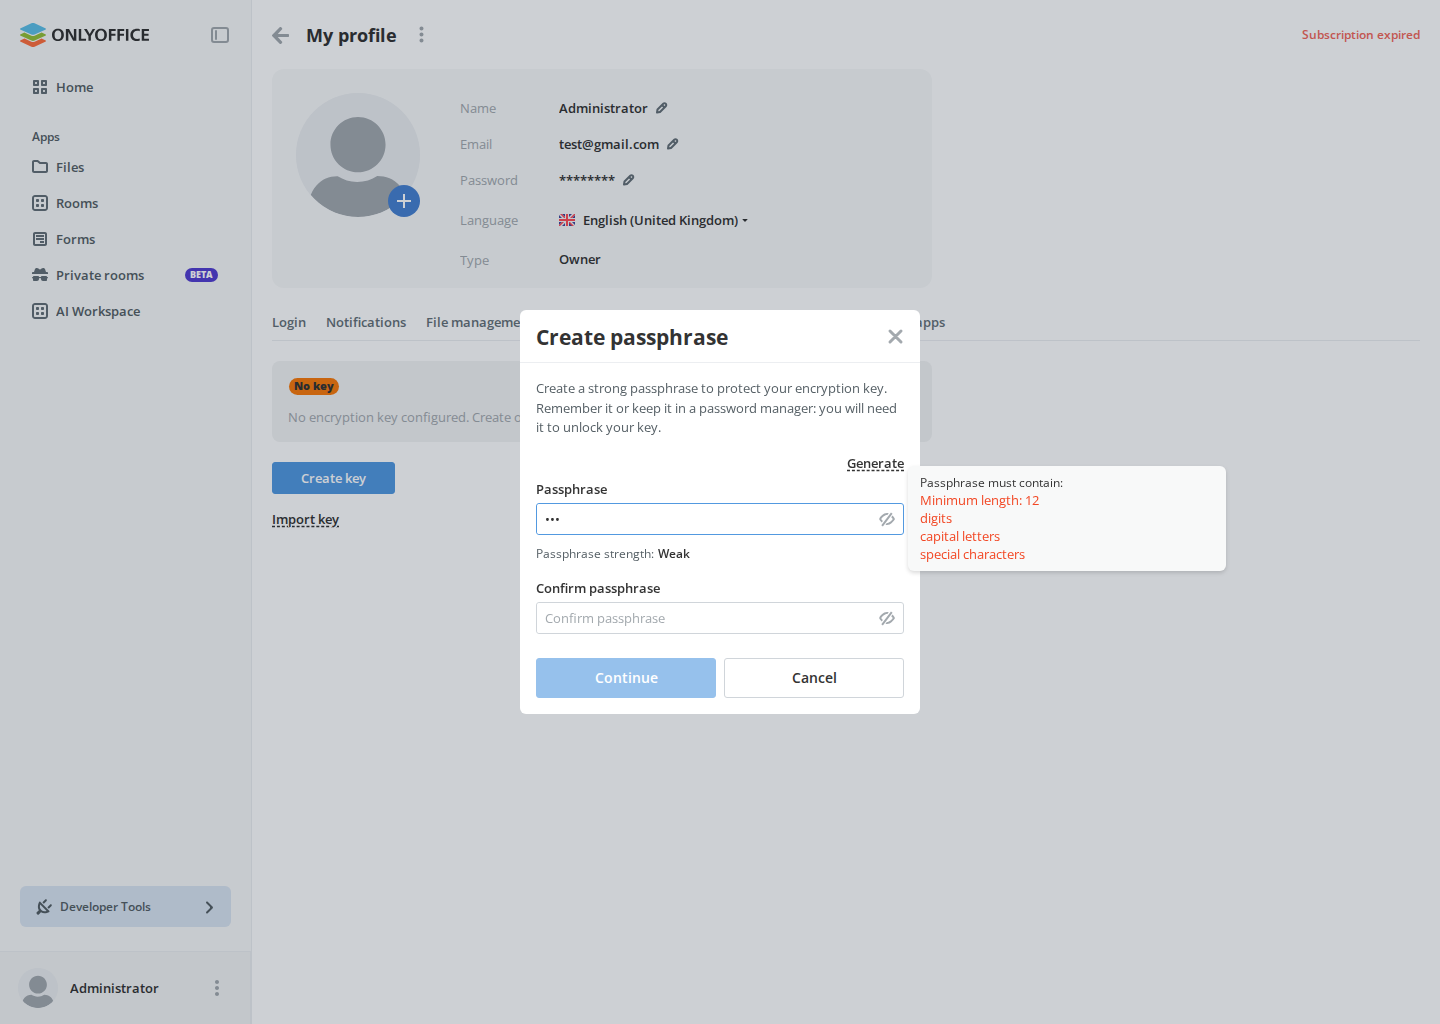 ONLYOFFICE
Home
Apps
Files
Rooms
Forms
Private rooms
BETA
AI Workspace
Developer Tools
Administrator
My profile
Subscription expired
Name
Administrator
Email
test@gmail.com
Password
********
Language
English (United Kingdom)
Type
Owner
Login
Notifications
File manageme
apps
No key
No encryption key configured. Create o
Create key
Import key
Create passphrase
Create a strong passphrase to protect your encryption key.
Remember it or keep it in a password manager: you will need
it to unlock your key.
Generate
Passphrase
•••
Passphrase strength: Weak
Confirm passphrase
Confirm passphrase
Continue
Cancel
Passphrase must contain:
Minimum length: 12
digits
capital letters
special characters